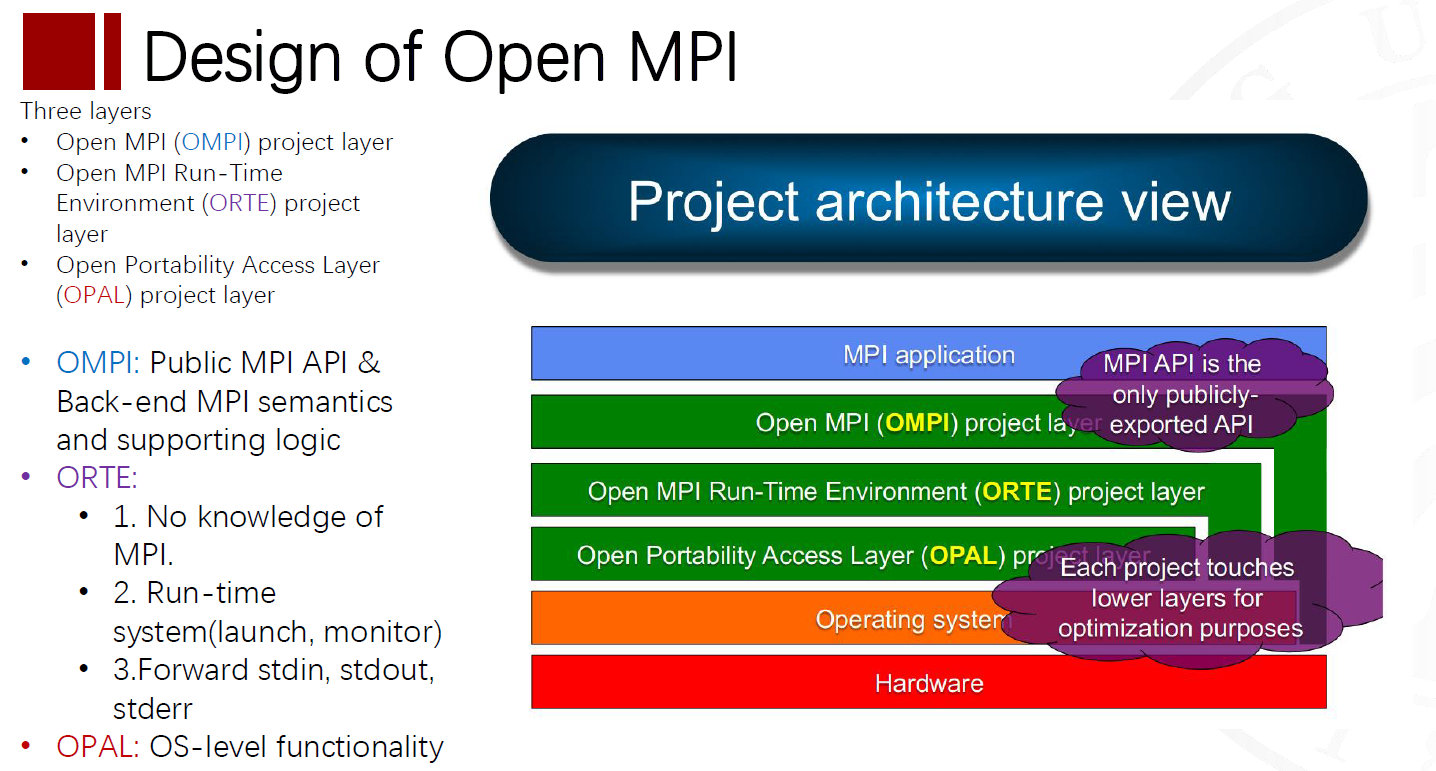 Design of Open MPI
Three layers
• Open MPI (OMPI) project layer
• Open MPI Run-Time
Environment (ORTE) project
layer
• Open Portability Access Layer
(OPAL) project layer
• OMPI: Public MPI API &
Back-end MPI semantics
and supporting logic
• ORTE:
• 1. No knowledge of
MPI.
• 2. Run-time
system(launch, monitor)
• 3.Forward stdin, stdout,
stderr
• OPAL: OS-level functionality
Project architecture view
MPI application
MPI API is the
only publicly-
exported API
Open MPI (OMPI) project layer
Open MPI Run-Time Environment (ORTE) project layer
Open Portability Access Layer (OPAL) project layer
Each project touches
lower layers for
optimization purposes
Operating system
Hardware